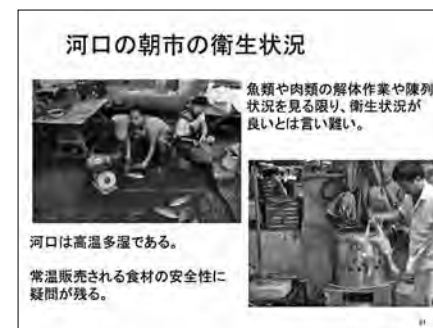 河口の朝市の衛生状況
魚類や肉類の解体作業や陳列
状況を見る限り、衛生状況が
良いとは言い難い。
河口は高温多湿である。
常温販売される食材の安全性に
疑問が残る。